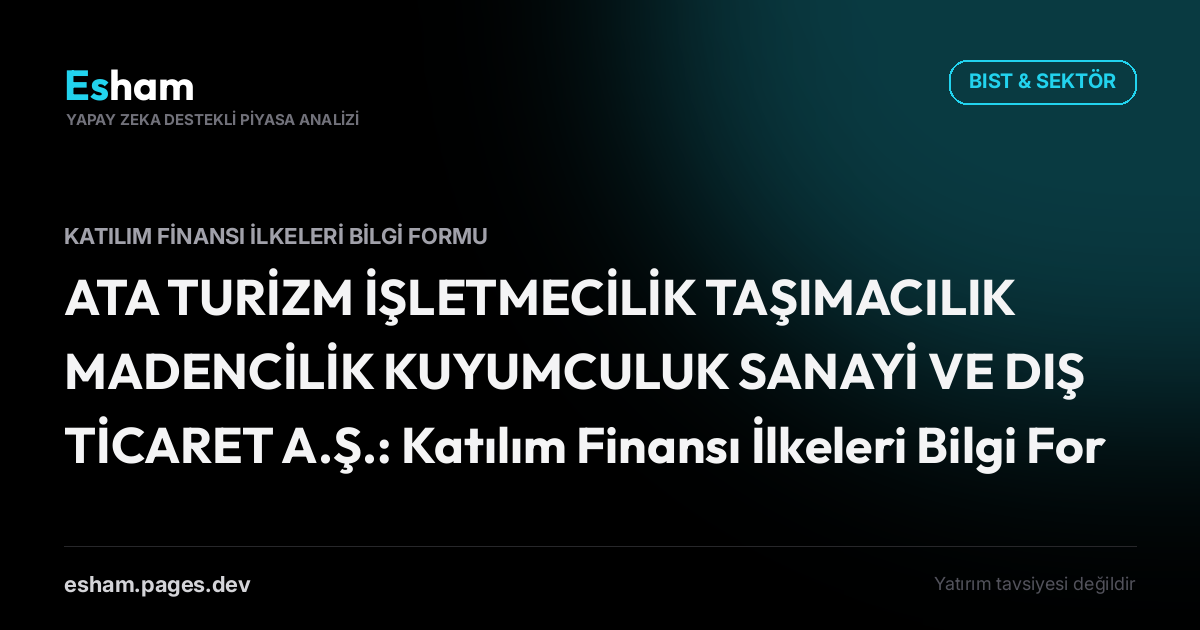 Esham
BIST & SEKTÖR
YAPAY ZEKA DESTEKLİ PİYASA ANALİZİ
KATILIM FİNANSI İLKELERİ BİLGİ FORMU
ATA TURİZM İŞLETMECİLİK TAŞIMACILIK
MADENCİLİK KUYUMCULUK SANAYİ VE DIŞ
TİCARET A.Ş.: Katılım Finansı İlkeleri Bilgi For
esham.pages.dev
Yatırım tavsiyesi değildir